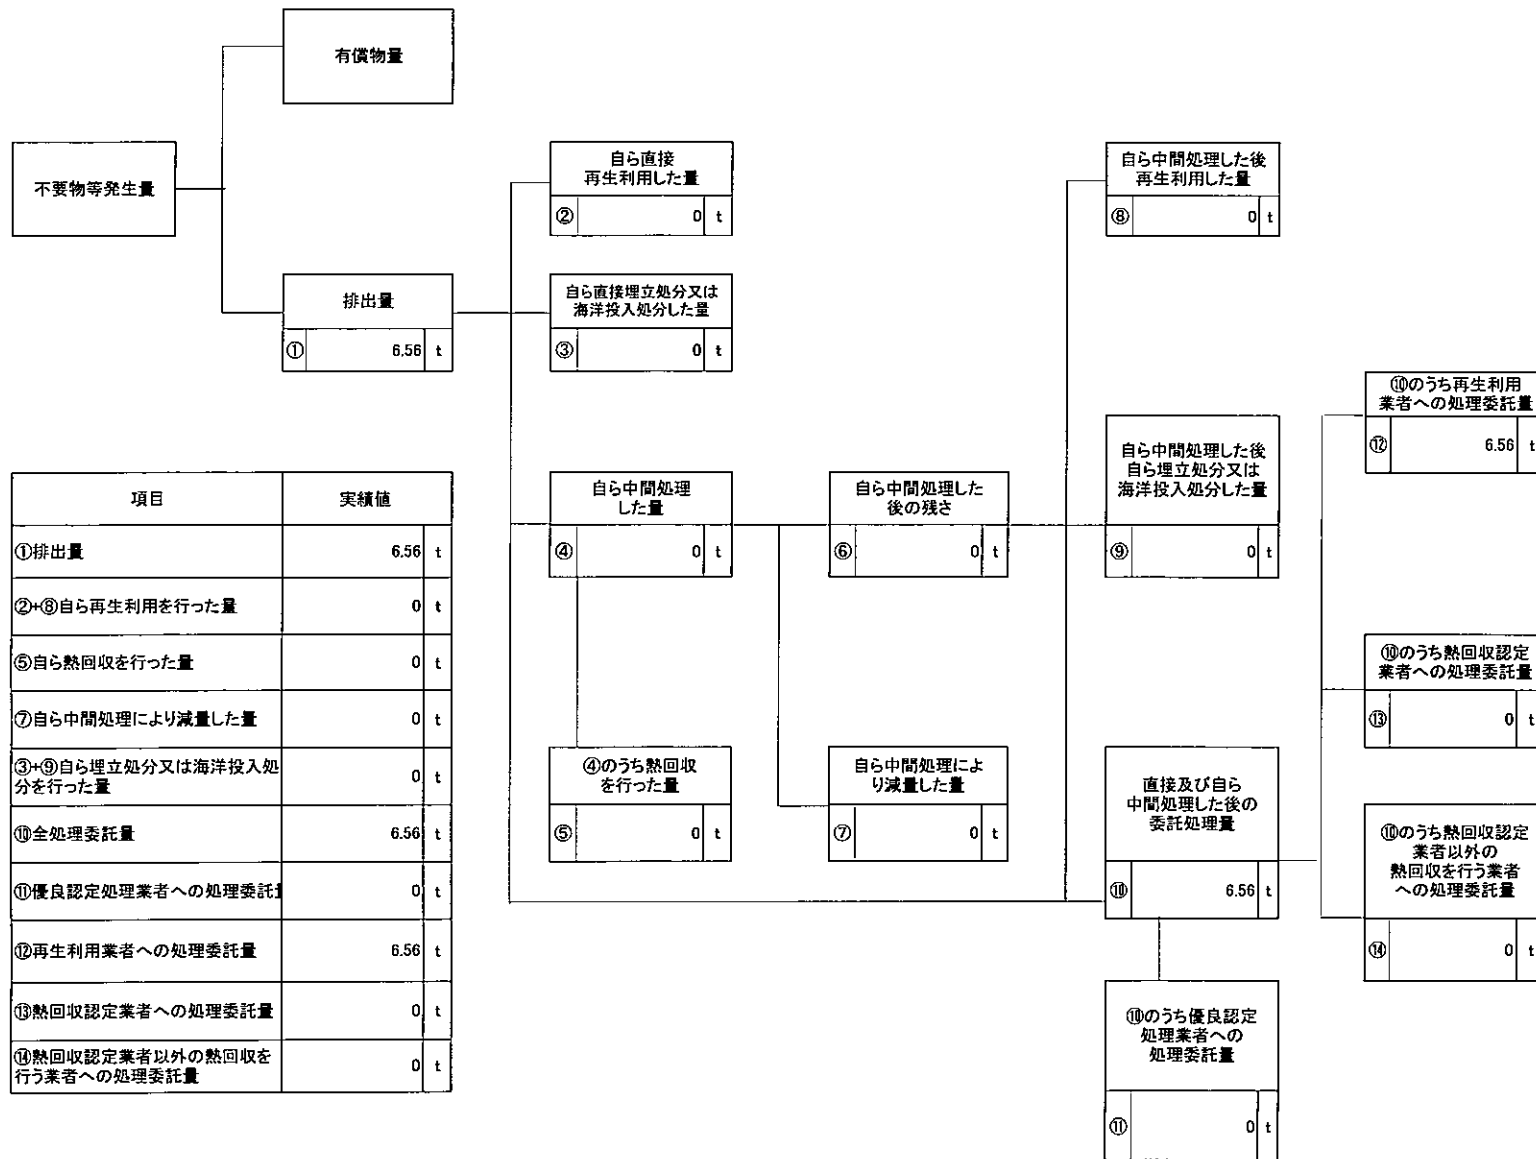 有償物量
不要物等発生量
排出量
① 6.56 t
自ら直接
再生利用した量
② 0 t
自ら直接埋立処分又は
海洋投入処分した量
③ 0 t
自ら中間処理
した量
④ 0 t
④のうち熱回収
を行った量
⑤ 0 t
自ら中間処理した
後の残さ
⑥ 0 t
自ら中間処理によ
り減量した量
⑦ 0 t
自ら中間処理した後
再生利用した量
⑧ 0 t
自ら中間処理した後
自ら埋立処分又は
海洋投入処分した量
⑨ 0 t
直接及び自ら
中間処理した後の
委託処理量
⑩ 6.56 t
⑩のうち優良認定
処理業者への
処理委託量
⑪ 0 t
⑩のうち再生利用
業者への処理委託量
⑫ 6.56 t
⑩のうち熱回収認定
業者への処理委託量
⑬ 0 t
⑩のうち熱回収認定
業者以外の
熱回収を行う業者
への処理委託量
⑭ 0 t
項目 実績値
①排出量 6.56 t
②+⑧自ら再生利用を行った量 0 t
⑤自ら熱回収を行った量 0 t
⑦自ら中間処理により減量した量 0 t
③+⑨自ら埋立処分又は海洋投入処
分を行った量 0 t
⑩全処理委託量 6.56 t
⑪優良認定処理業者への処理委託 0 t
⑫再生利用業者への処理委託量 6.56 t
⑬熱回収認定業者への処理委託量 0 t
⑭熱回収認定業者以外の熱回収を
行う業者への処理委託量 0 t